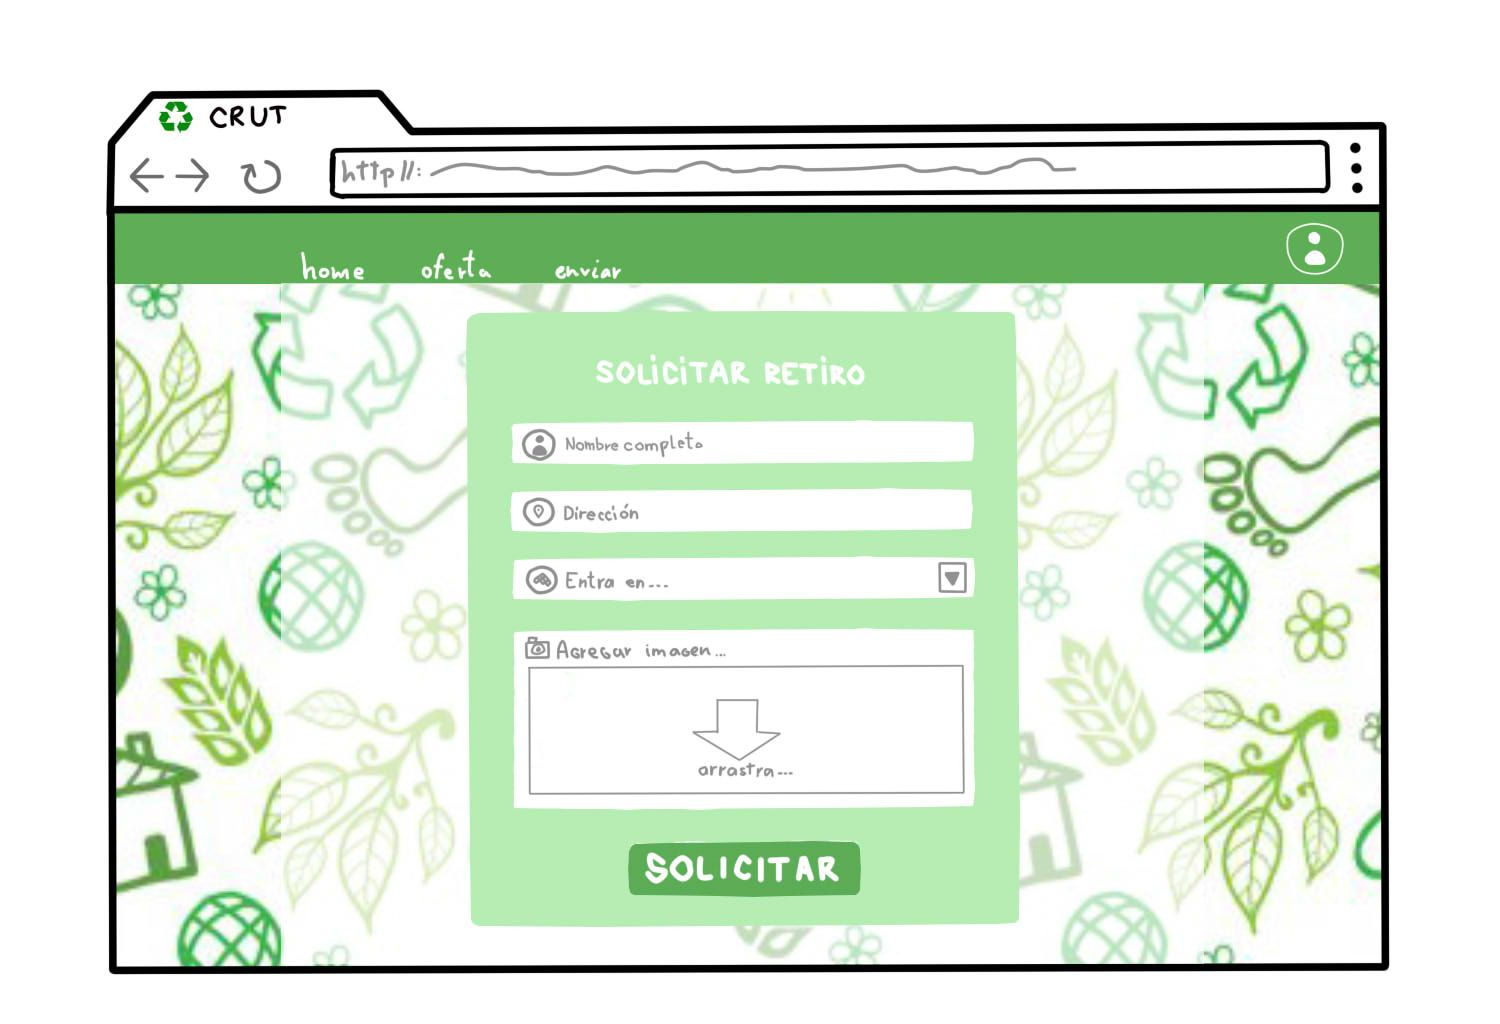 CRUT
http//:
home oferta enviar
SOLICITAR RETIRO
Nombre completo
Dirección
Entra en...
Agregar imagen...
arrastra...
SOLICITAR